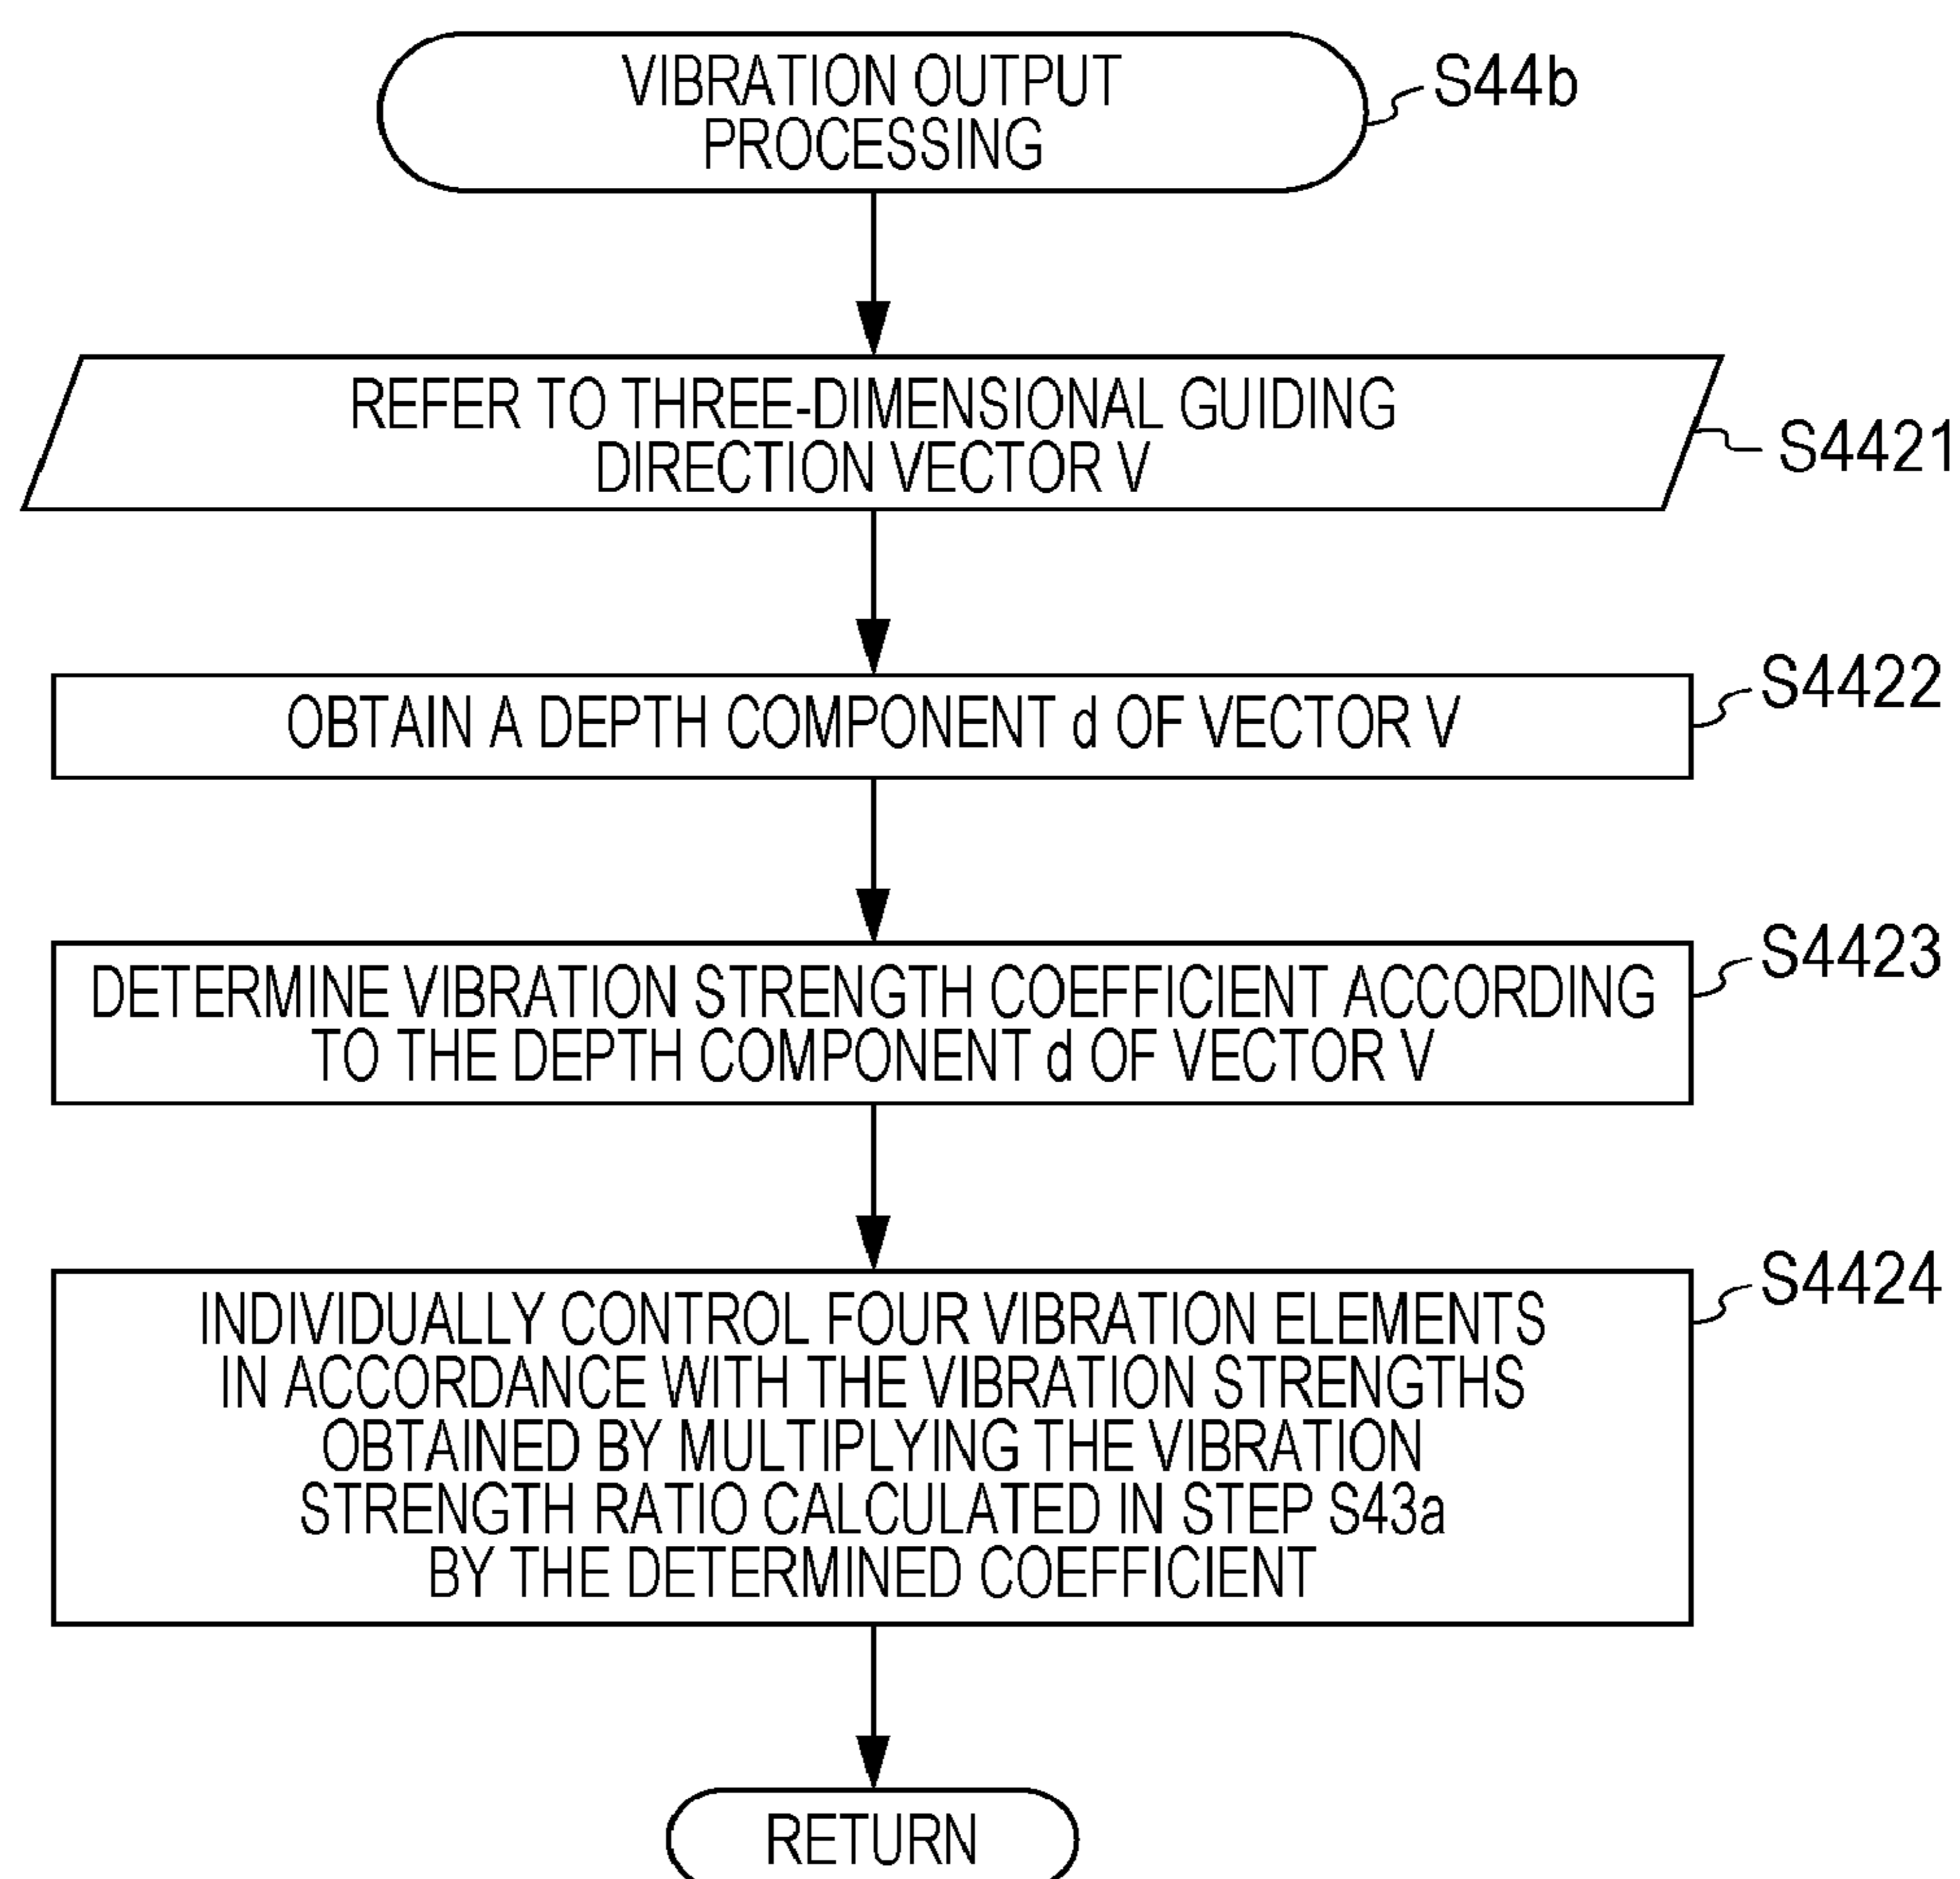 VIBRATION OUTPUT
PROCESSING
S44b
REFER TO THREE-DIMENSIONAL GUIDING
DIRECTION VECTOR V
S4421
OBTAIN A DEPTH COMPONENT d OF VECTOR V
S4422
DETERMINE VIBRATION STRENGTH COEFFICIENT ACCORDING
TO THE DEPTH COMPONENT d OF VECTOR V
S4423
INDIVIDUALLY CONTROL FOUR VIBRATION ELEMENTS
IN ACCORDANCE WITH THE VIBRATION STRENGTHS
OBTAINED BY MULTIPLYING THE VIBRATION
STRENGTH RATIO CALCULATED IN STEP S43a
BY THE DETERMINED COEFFICIENT
S4424
RETURN